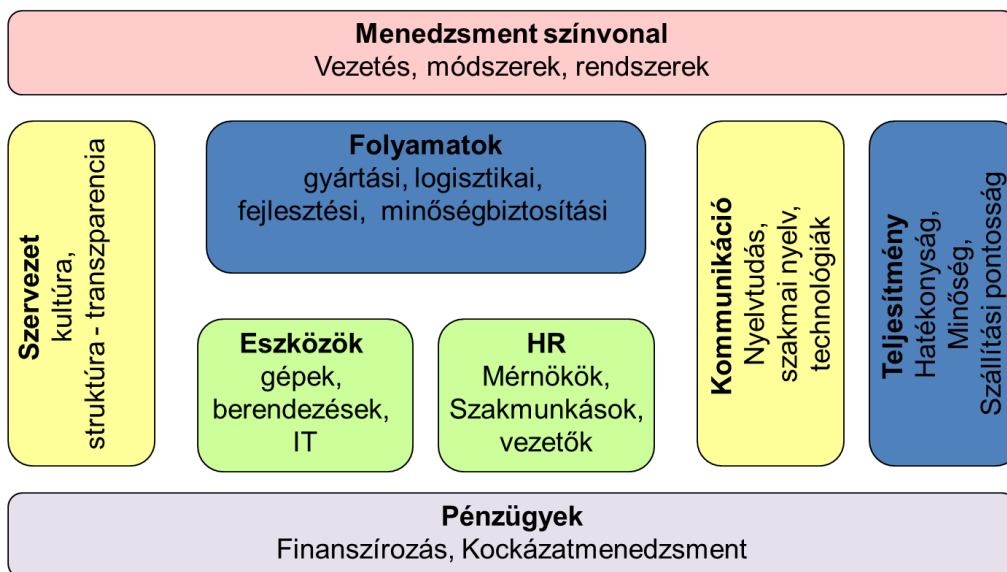 Menedzsment színvonal
Vezetés, módszerek, rendszerek
Szervezet
kultúra,
struktúra - transzparencia
Folyamatok
gyártási, logisztikai,
fejlesztési, minőségbiztosítási
Eszközök
gépek,
berendezések,
IT
HR
Mérnökök,
Szakmunkások,
vezetők
Kommunikáció
Nyelvtudás,
szakmai nyelv,
technológiák
Teljesítmény
Hatékonyság,
Minőség,
Szállítási pontosság
Pénzügyek
Finanszírozás, Kockázatmenedzsment